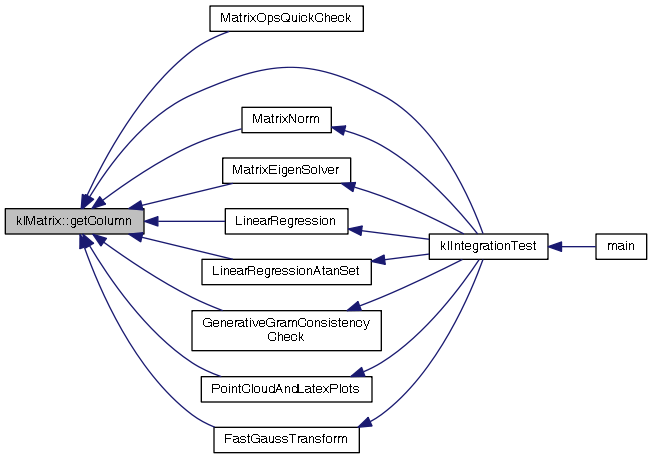 MatrixOpsQuickCheck
MatrixNorm
MatrixEigenSolver
klMatrix::getColumn
LinearRegression
klIntegrationTest
main
LinearRegressionAtanSet
GenerativeGramConsistency
Check
PointCloudAndLatexPlots
FastGaussTransform